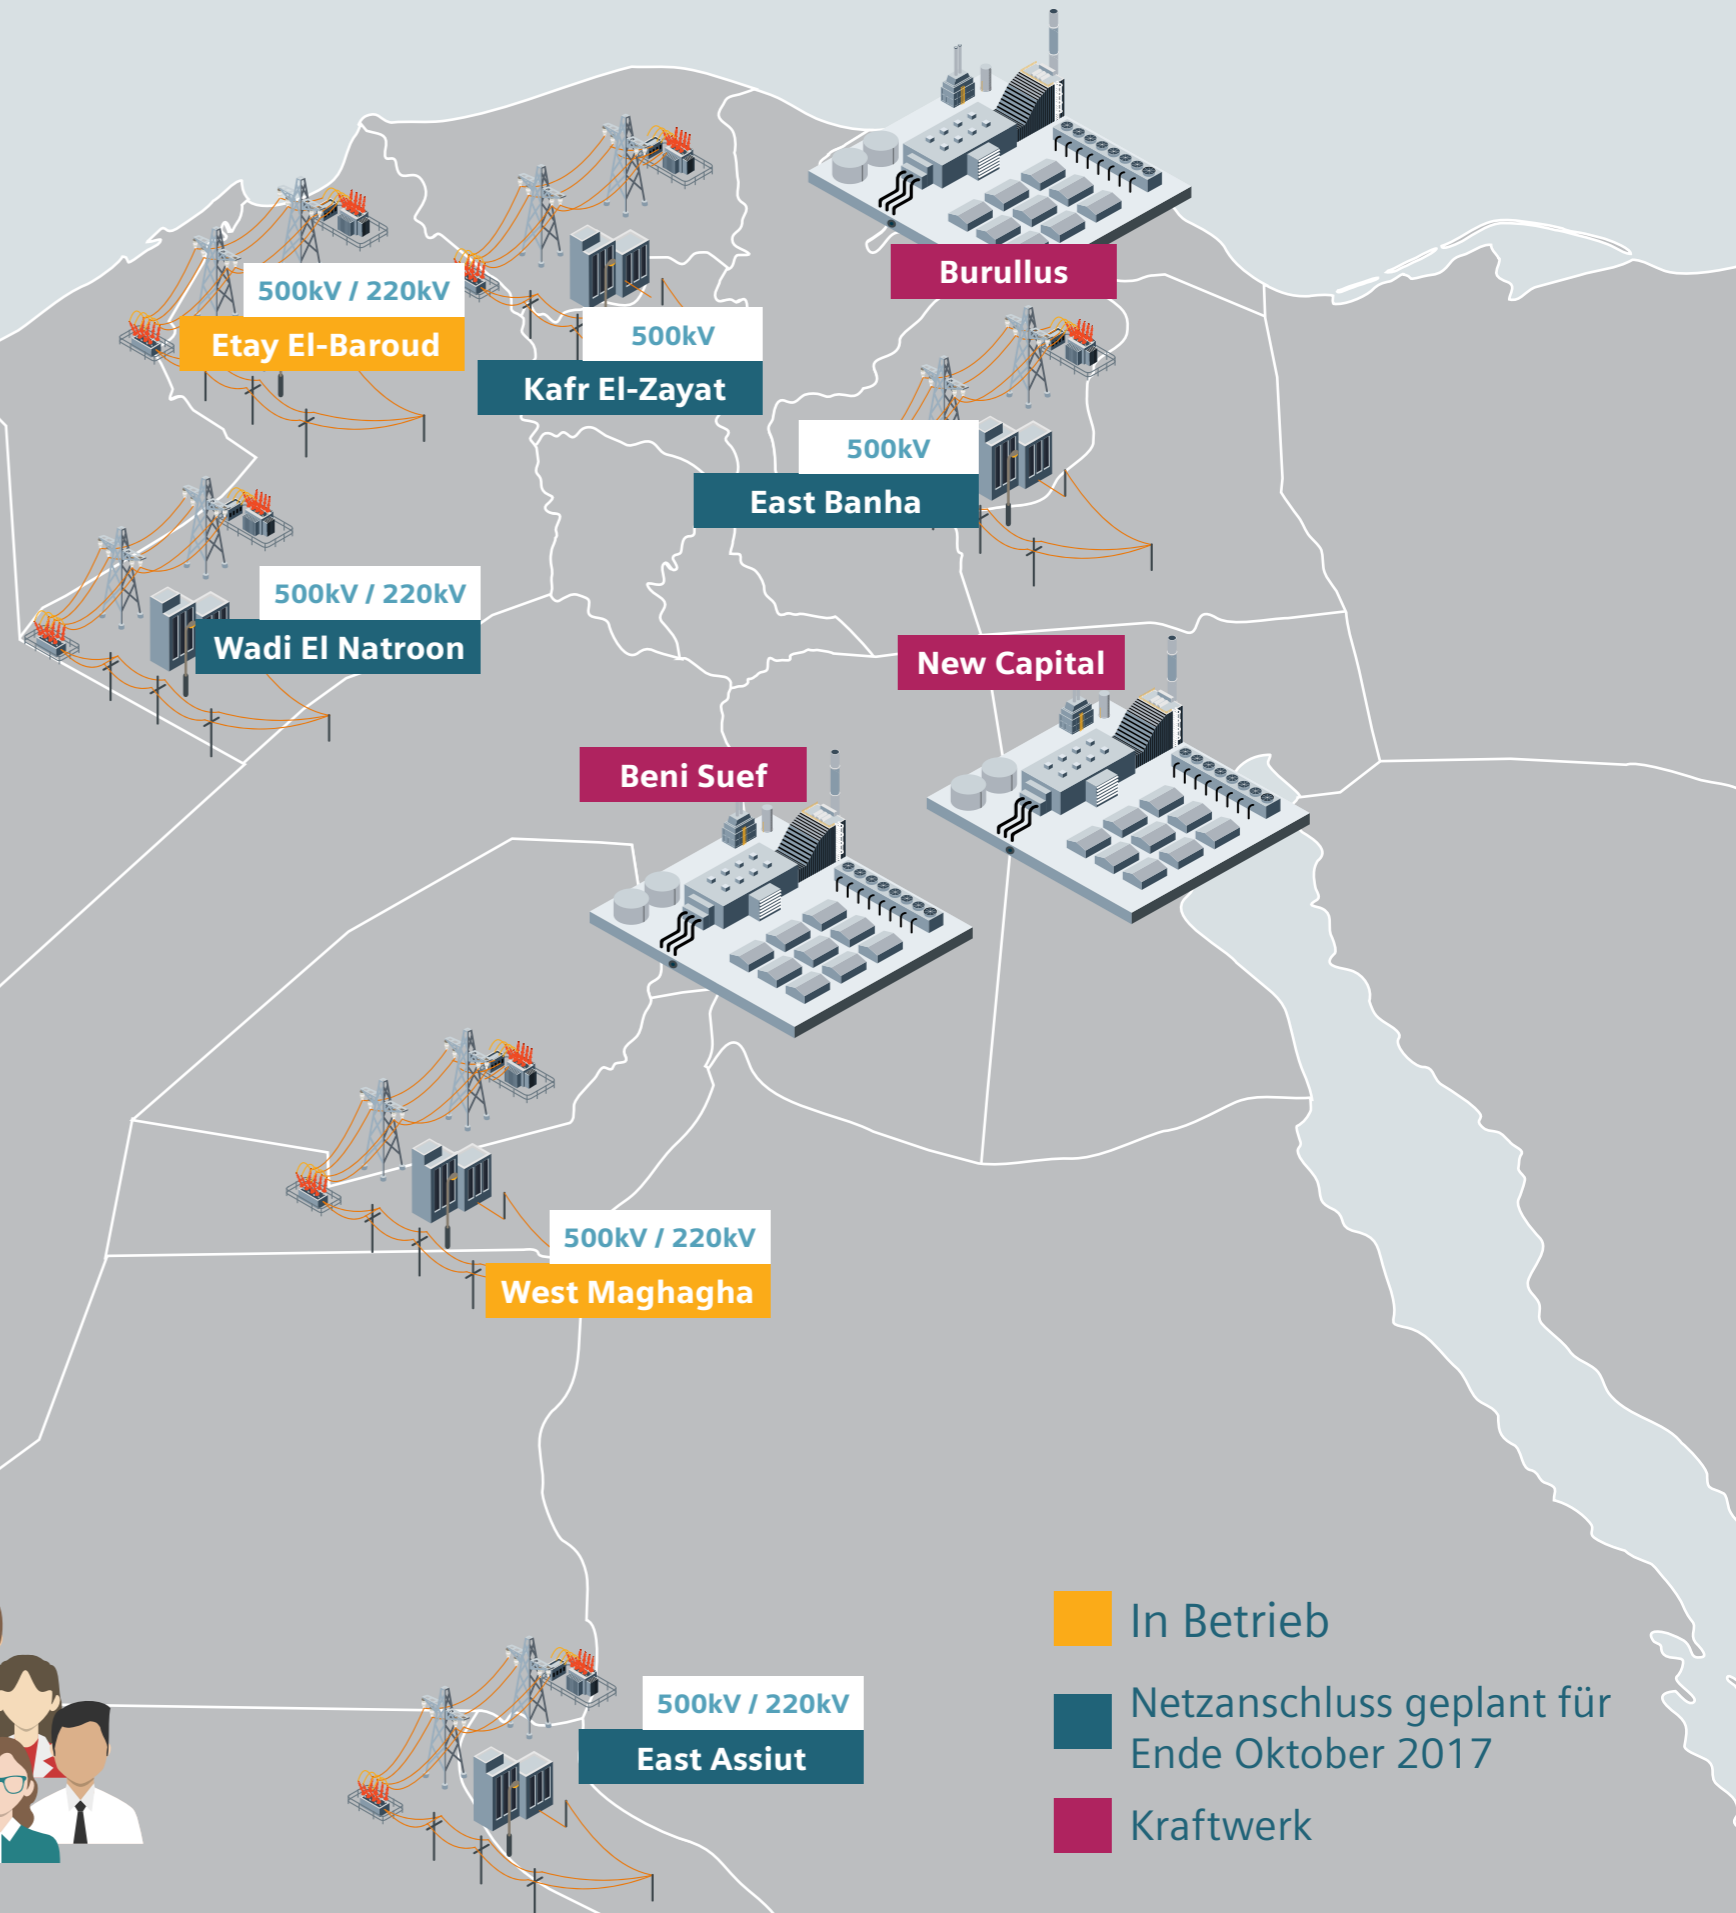 Burullus
500kV / 220kV
Etay El-Baroud
500kV
Kafr El-Zayat
500kV
East Banha
500kV / 220kV
Wadi El Natroon
New Capital
Beni Suef
500kV / 220kV
West Maghagha
500kV / 220kV
East Assiut
In Betrieb
Netzanschluss geplant für
Ende Oktober 2017
Kraftwerk